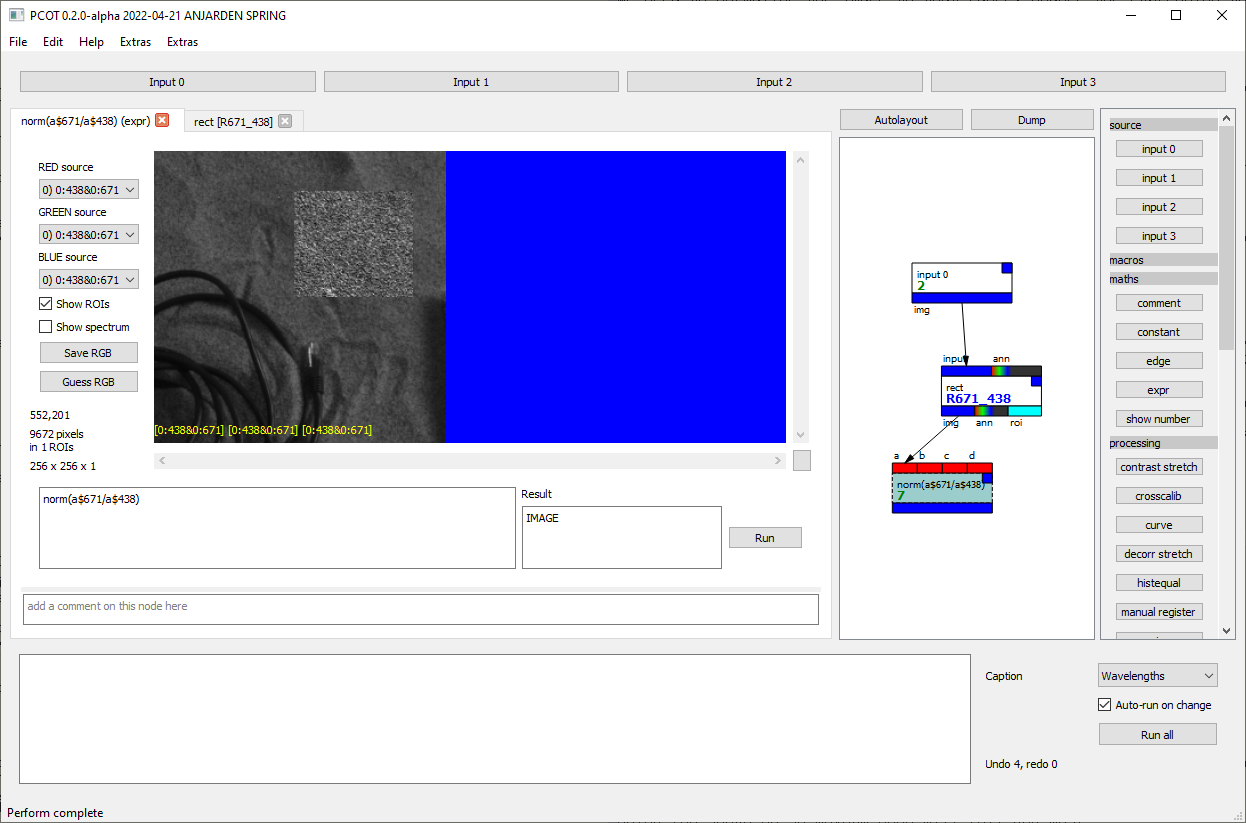 PCOT 0.2.0-alpha 2022-04-21 ANJARDEN SPRING
File Edit Help Extras Extras
Input 0 Input 1 Input 2 Input 3
norm(a$671/a$438) (expr) rect [R671_438]
RED source
0) 0:438&0:671
GREEN source
0) 0:438&0:671
BLUE source
0) 0:438&0:671
Show ROIs
Show spectrum
Save RGB
Guess RGB
552,201
9672 pixels
in 1 ROIs
256 x 256 x 1
[0:438&0:671] [0:438&0:671] [0:438&0:671]
norm(a$671/a$438)
Result
IMAGE
Run
add a comment on this node here
Autolayout Dump
input 0
2
img
input ann
rect
R671_438
img ann roi
a b c d
norm(a$671/a$438)
7
source
input 0
input 1
input 2
input 3
macros
maths
comment
constant
edge
expr
show number
processing
contrast stretch
crosscalib
curve
decorr stretch
histequal
manual register
Caption Wavelengths
Auto-run on change
Run all
Undo 4, redo 0
Perform complete